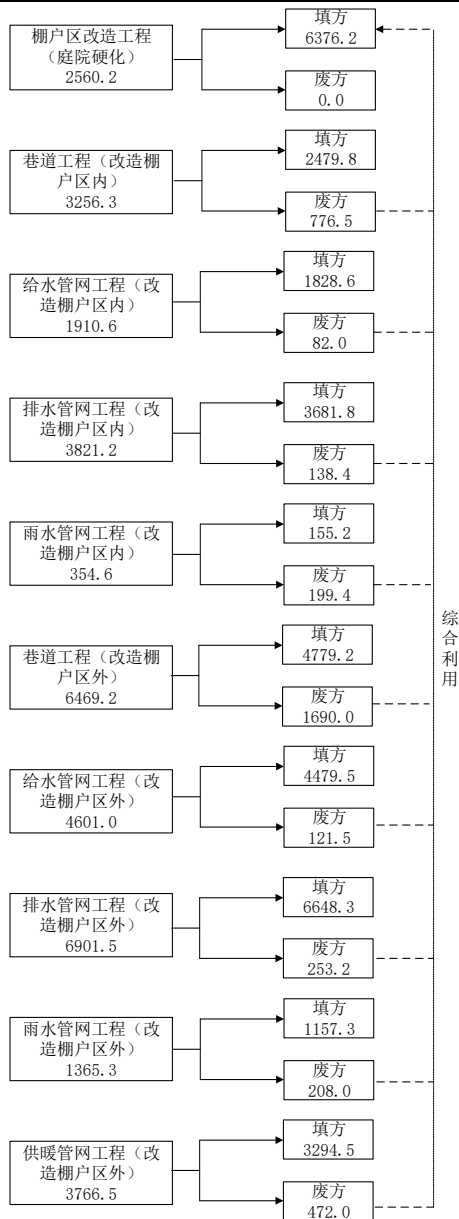 棚户区改造工程
（庭院硬化）
2560.2
填方
6376.2
废方
0.0
巷道工程（改造棚
户区内）
3256.3
填方
2479.8
废方
776.5
给水管网工程（改
造棚户区内）
1910.6
填方
1828.6
废方
82.0
排水管网工程（改
造棚户区内）
3821.2
填方
3681.8
废方
138.4
雨水管网工程（改
造棚户区内）
354.6
填方
155.2
废方
199.4
巷道工程（改造棚
户区外）
6469.2
填方
4779.2
废方
1690.0
给水管网工程（改
造棚户区外）
4601.0
填方
4479.5
废方
121.5
排水管网工程（改
造棚户区外）
6901.5
填方
6648.3
废方
253.2
雨水管网工程（改
造棚户区外）
1365.3
填方
1157.3
废方
208.0
供暖管网工程（改
造棚户区外）
3766.5
填方
3294.5
废方
472.0
综合利用